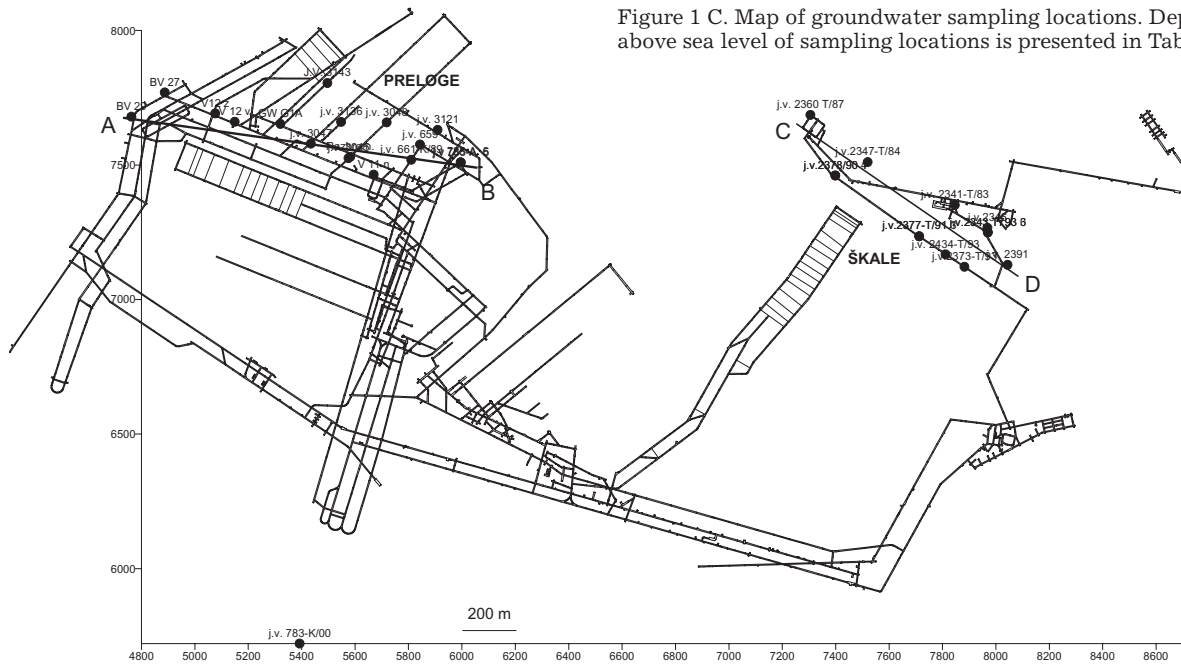 Figure 1 C. Map of groundwater sampling locations. Dep
above sea level of sampling locations is presented in Tab
8000
7500
7000
6500
6000
PRELOGE
J.V. 3143
BV 27
BV 2
A
V12 z
V 12 v
GW G1A
j.v. 3136
j.v. 3048
j.v. 3121
j.v. 3047
j.v. 659
j.v. 661
V 11 n
B
j.v. 2360 T/87
C
j.v.2347-T/84
j.v.2378/90
j.v. 2341-T/83
j.v.2377-T/91
j.v. 2434-T/93
j.v.2373-T/91
2391
D
ŠKALE
200 m
j.v. 783-K/00
4800 5000 5200 5400 5600 5800 6000 6200 6400 6600 6800 7000 7200 7400 7600 7800 8000 8200 8400 8600